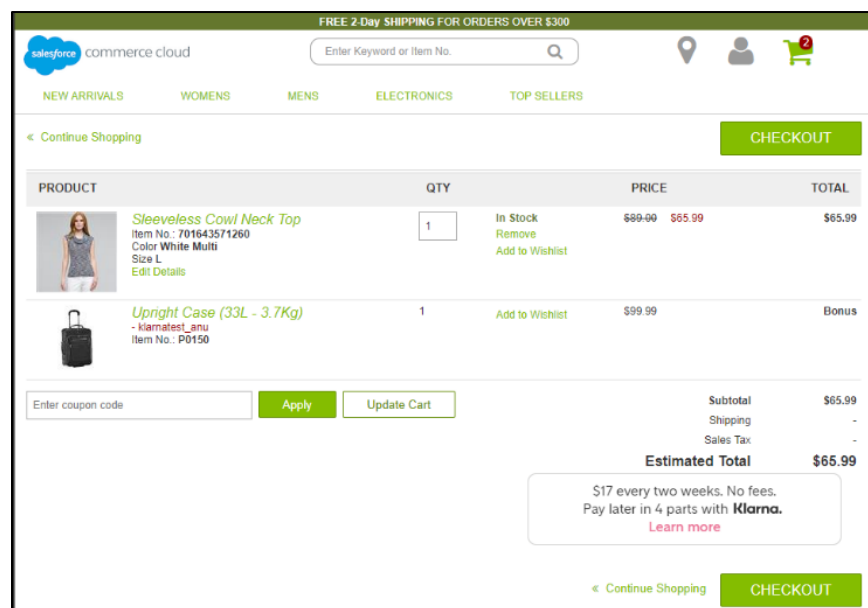 FREE 2-Day SHIPPING FOR ORDERS OVER $300
salesforce commerce cloud
Enter Keyword or Item No.
2
NEW ARRIVALS WOMENS MENS ELECTRONICS TOP SELLERS
« Continue Shopping CHECKOUT
PRODUCT QTY PRICE TOTAL
Sleeveless Cowl Neck Top
Item No.: 701643571260
Color White Multi
Size L
Edit Details
1
In Stock
Remove
Add to Wishlist
$89.00 $65.99
$65.99
Upright Case (33L - 3.7Kg)
- klarnatest_anu
Item No.: P0150
1
Add to Wishlist
$99.99
Bonus
Enter coupon code Apply Update Cart
Subtotal $65.99
Shipping -
Sales Tax -
Estimated Total $65.99
$17 every two weeks. No fees.
Pay later in 4 parts with Klarna.
Learn more
« Continue Shopping CHECKOUT